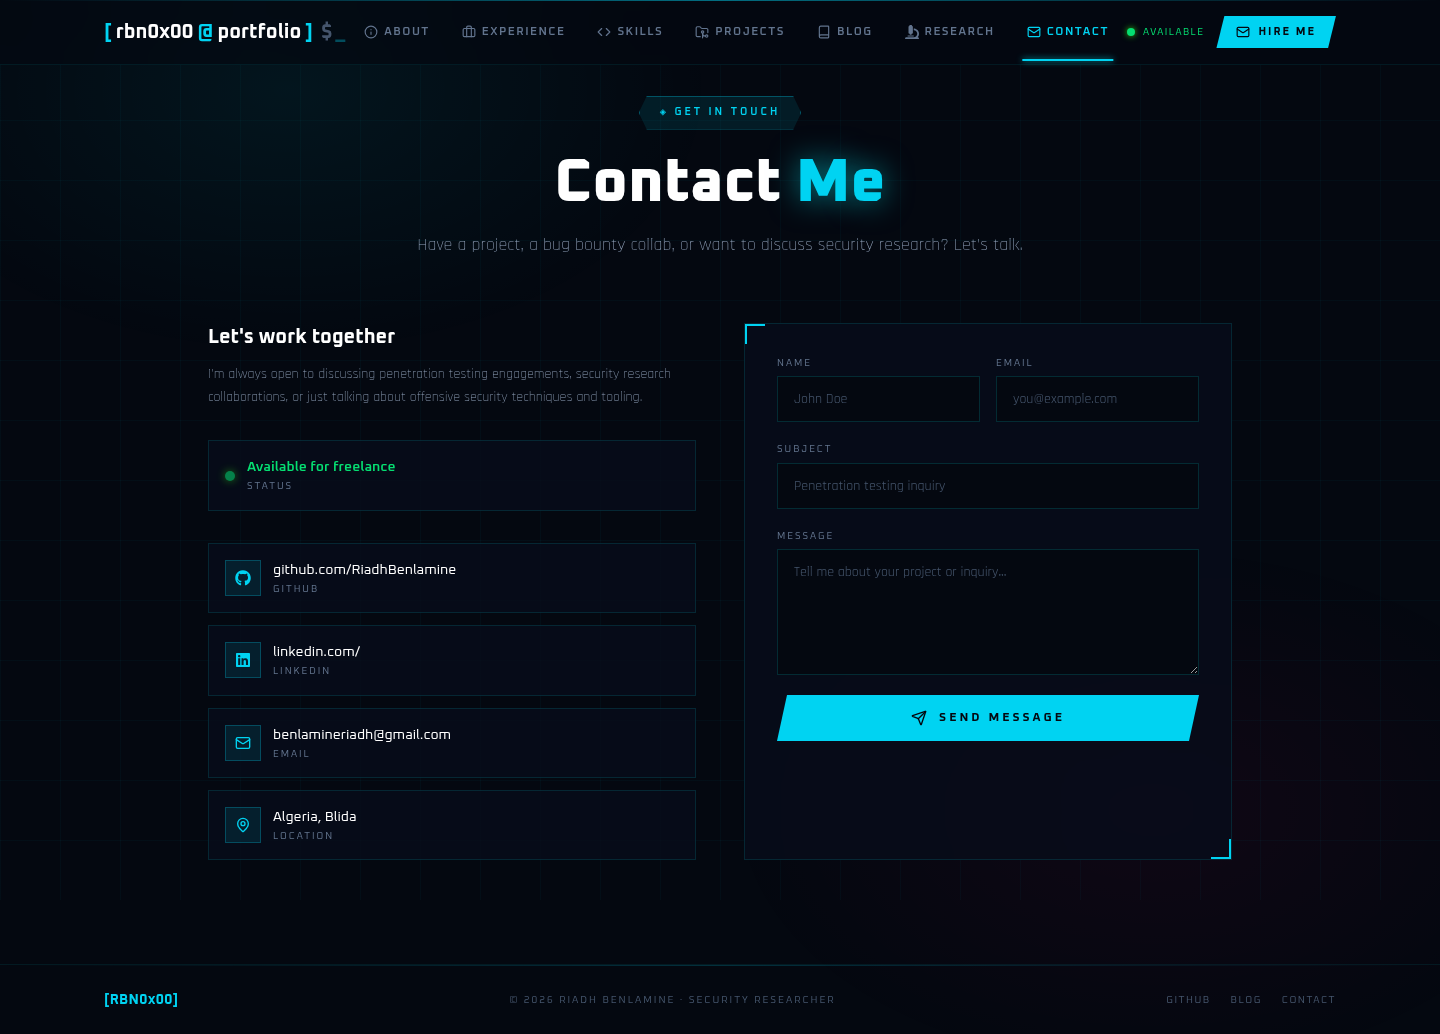 [ rbn0x00 @ portfolio ] $_
ABOUT
EXPERIENCE
SKILLS
PROJECTS
BLOG
RESEARCH
CONTACT
AVAILABLE
HIRE ME
◈ GET IN TOUCH
Contact Me
Have a project, a bug bounty collab, or want to discuss security research? Let's talk.
Let's work together
I'm always open to discussing penetration testing engagements, security research
collaborations, or just talking about offensive security techniques and tooling.
Available for freelance
STATUS
github.com/RiadhBenlamine
GITHUB
linkedin.com/
LINKEDIN
benlamineriadh@gmail.com
EMAIL
Algeria, Blida
LOCATION
NAME
EMAIL
John Doe
you@example.com
SUBJECT
Penetration testing inquiry
MESSAGE
Tell me about your project or inquiry...
SEND MESSAGE
[RBN0x00]
© 2026 RIADH BENLAMINE · SECURITY RESEARCHER
GITHUB
BLOG
CONTACT